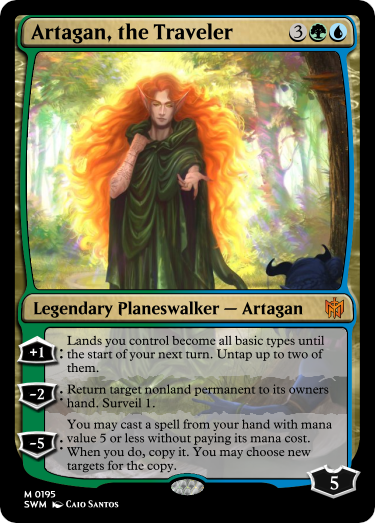 Artagan, the Traveler 3
Legendary Planeswalker — Artagan
+1: Lands you control become all basic types until
the start of your next turn. Untap up to two of
them.
-2: Return target nonland permanent to its owners
hand. Surveil 1.
You may cast a spell from your hand with mana
-5: value 5 or less without paying its mana cost.
When you do, copy it. You may choose new
targets for the copy.
5
M 0195
SWM Caio Santos